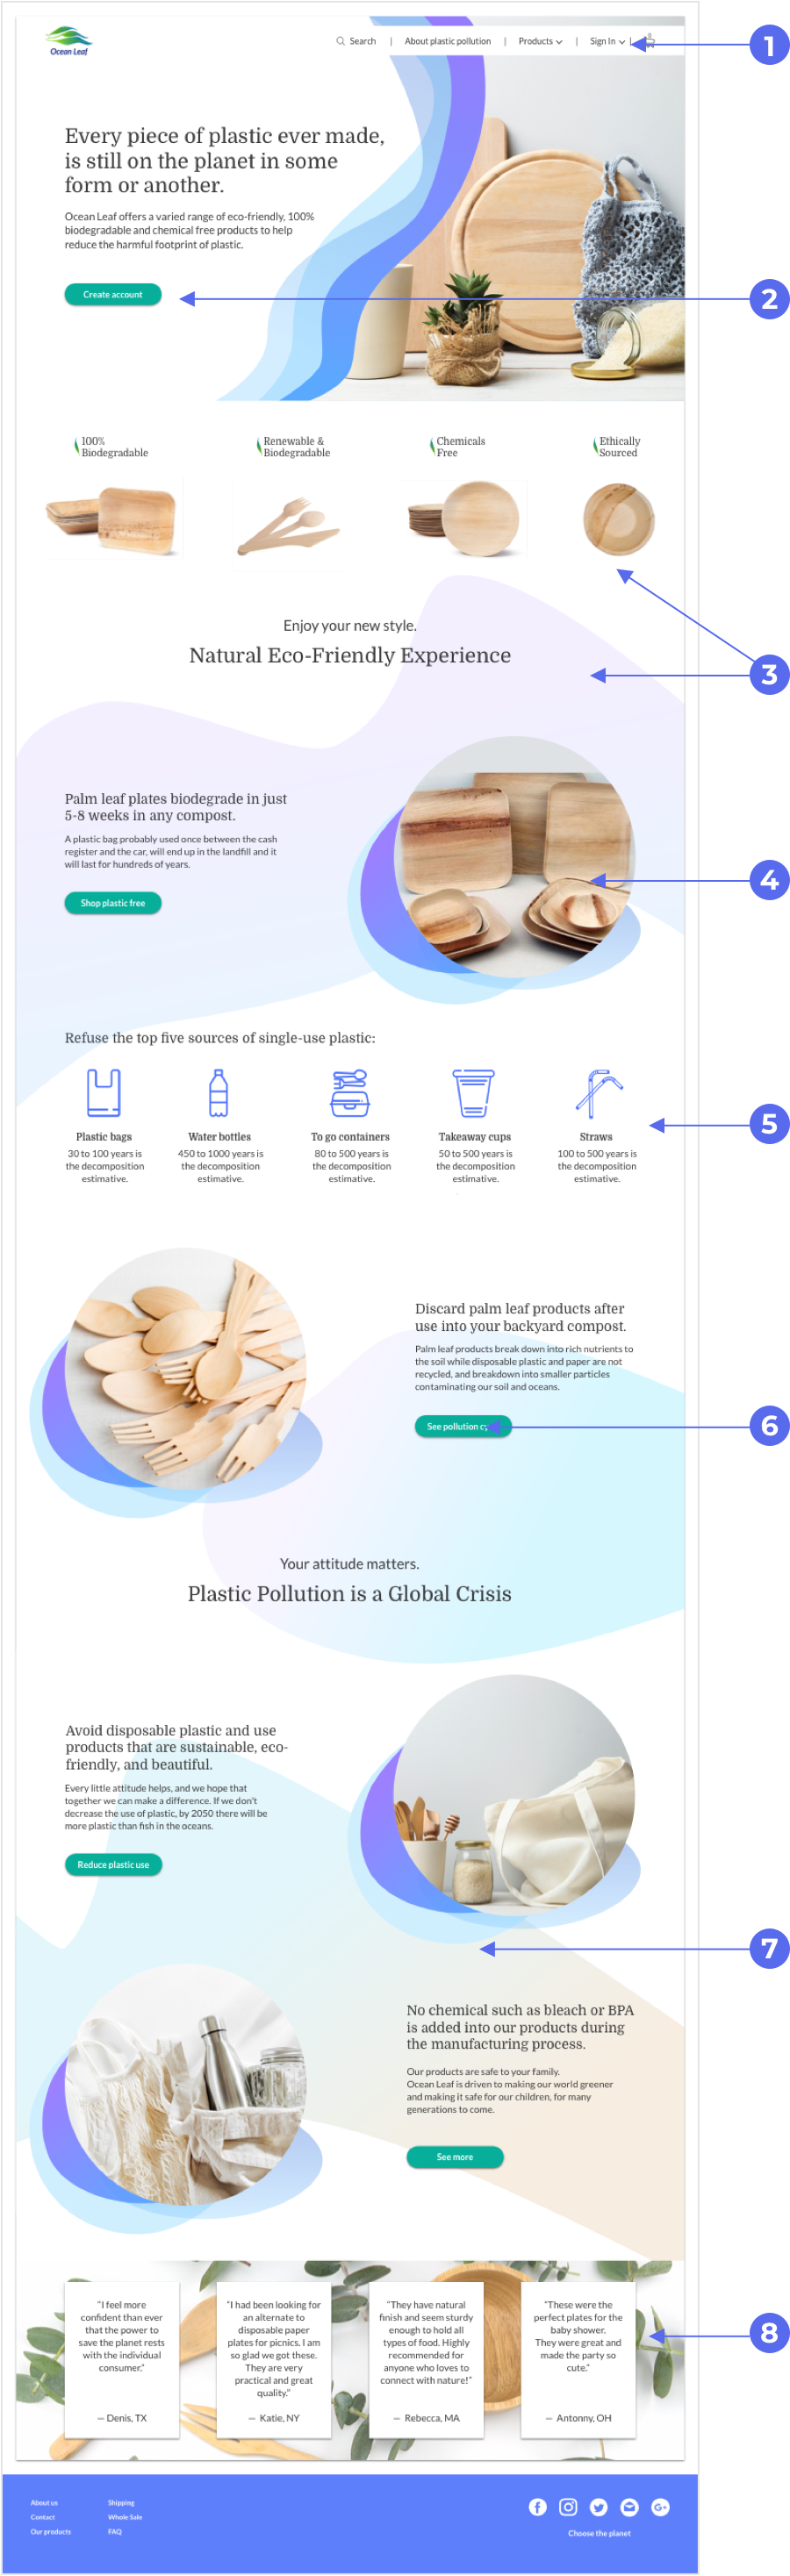 Ocean Leaf
Search | About plastic pollution | Products | Sign In |
1
Every piece of plastic ever made,
is still on the planet in some
form or another.
Ocean Leaf offers a varied range of eco-friendly, 100%
biodegradable and chemical free products to help
reduce the harmful footprint of plastic.
Create account
2
100%
Biodegradable
Renewable &
Biodegradable
Chemicals
Free
Ethically
Sourced
Enjoy your new style.
Natural Eco-Friendly Experience
3
Palm leaf plates biodegrade in just
5-8 weeks in any compost.
A plastic bag probably used once between the cash
register and the car, will end up in the landfill and it
will last for hundreds of years.
Shop plastic free
4
Refuse the top five sources of single-use plastic:
Plastic bags
30 to 100 years is
the decomposition
estimative.
Water bottles
450 to 1000 years is
the decomposition
estimative.
To go containers
80 to 500 years is
the decomposition
estimative.
Takeaway cups
50 to 500 years is
the decomposition
estimative.
Straws
100 to 500 years is
the decomposition
estimative.
5
Discard palm leaf products after
use into your backyard compost.
Palm leaf products break down into rich nutrients to
the soil while disposable plastic and paper are not
recycled, and breakdown into smaller particles
contaminating our soil and oceans.
See pollution
6
Your attitude matters.
Plastic Pollution is a Global Crisis
Avoid disposable plastic and use
products that are sustainable, eco-
friendly, and beautiful.
Every little attitude helps, and we hope that
together we can make a difference. If we don't
decrease the use of plastic, by 2050 there will be
more plastic than fish in the oceans.
Reduce plastic use
7
No chemical such as bleach or BPA
is added into our products during
the manufacturing process.
Our products are safe to your family.
Ocean Leaf is driven to making our world greener
and making it safe for our children, for many
generations to come.
See more
"I feel more
confident than ever
that the power to
save the planet rests
with the individual
consumer."
— Denis, TX
"I had been looking for
an alternate to
disposable paper
plates for picnics. I am
so glad we got these.
They are very
practical and great
quality."
— Katie, NY
"They have natural
finish and seem sturdy
enough to hold all
types of food. Highly
recommended for
anyone who loves to
connect with nature!"
— Rebecca, MA
"These were the
perfect plates for the
baby shower.
They were great and
made the party so
cute."
— Antonny, OH
8
About us
Contact
Our products
Shipping
Whole Sale
FAQ
Choose the planet